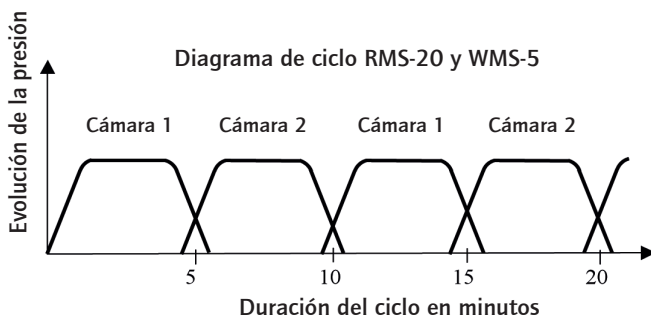 Diagrama de ciclo RMS-20 y WMS-5
Evolución de la presión
Cámara 1
Cámara 2
Cámara 1
Cámara 2
5
10
15
20
Duración del ciclo en minutos